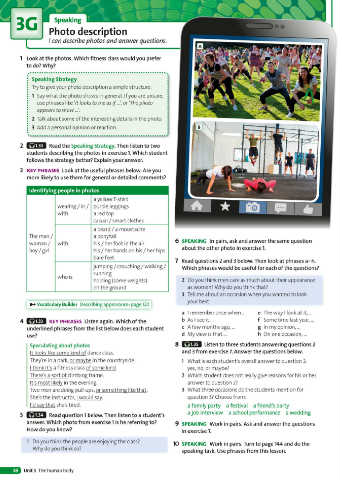 3G
Speaking
Photo description
I can describe photos and answer questions.
1 Look at the photos. Which fitness class would you prefer
to do? Why?
Speaking Strategy
Try to give your photo description a simple structure.
1 Say what the photo shows in general. If you are unsure,
use phrases like 'It looks to me as if …', or 'The photo
appears to show …'.
2 Talk about some of the interesting details in the photo.
3 Add a personal opinion or reaction.
2 Read the Speaking Strategy. Then listen to two
students describing the photos in exercise 1. Which student
follows the strategy better? Explain your answer.
3 KEY PHRASES Look at the useful phrases below. Are you
more likely to use them for general or detailed comments?
Identifying people in photos
The man /
woman /
boy / girl
wearing / in /
with
a yellow T-shirt
purple leggings
a red top
casual / smart clothes
with
a beard / a moustache
a ponytail
his / her foot in the air
his / her hands on his / her hips
bare feet
who is
jumping / crouching / walking /
running
holding (some weights)
on the ground
Vocabulary Builder Describing appearance: page 121
4 KEY PHRASES Listen again. Which of the
underlined phrases from the list below does each student
use?
Speculating about photos
It looks like some kind of dance class.
They're in a park, or maybe in the countryside.
I think it's a fitness class of some kind.
There's a sort of climbing frame.
It's most likely in the evening.
Two men are doing pull-ups, or something like that.
She's the instructor, I would say.
I'd say that she's tired.
5 Read question 1 below. Then listen to a student's
answer. Which photo from exercise 1 is he referring to?
How do you know?
1 Do you think the people are enjoying the class?
Why do you think so?
A
B
6 SPEAKING In pairs, ask and answer the same question
about the other photo in exercise 1.
7 Read questions 2 and 3 below. Then look at phrases a–h.
Which phrases would be useful for each of the questions?
2 Do you think men care as much about their appearance
as women? Why do you think that?
3 Tell me about an occasion when you wanted to look
your best.
a I remember once when…
b As I see it, …
c A few months ago, …
d My view is that …
e The way I look at it, …
f Some time last year, …
g In my opinion, …
h On one occasion, …
8 Listen to three students answering questions 2
and 3 from exercise 7. Answer the questions below.
1 What is each student's overall answer to question 2:
yes, no, or maybe?
2 Which student does not really give reasons for his or her
answer to question 2?
3 Which three occasions do the students mention for
question 3? Choose from:
a family party a festival a friend's party
a job interview a school performance a wedding
9 SPEAKING Work in pairs. Ask and answer the questions
in exercise 7.
10 SPEAKING Work in pairs. Turn to page 144 and do the
speaking task. Use phrases from this lesson.
Unit 3 The human body